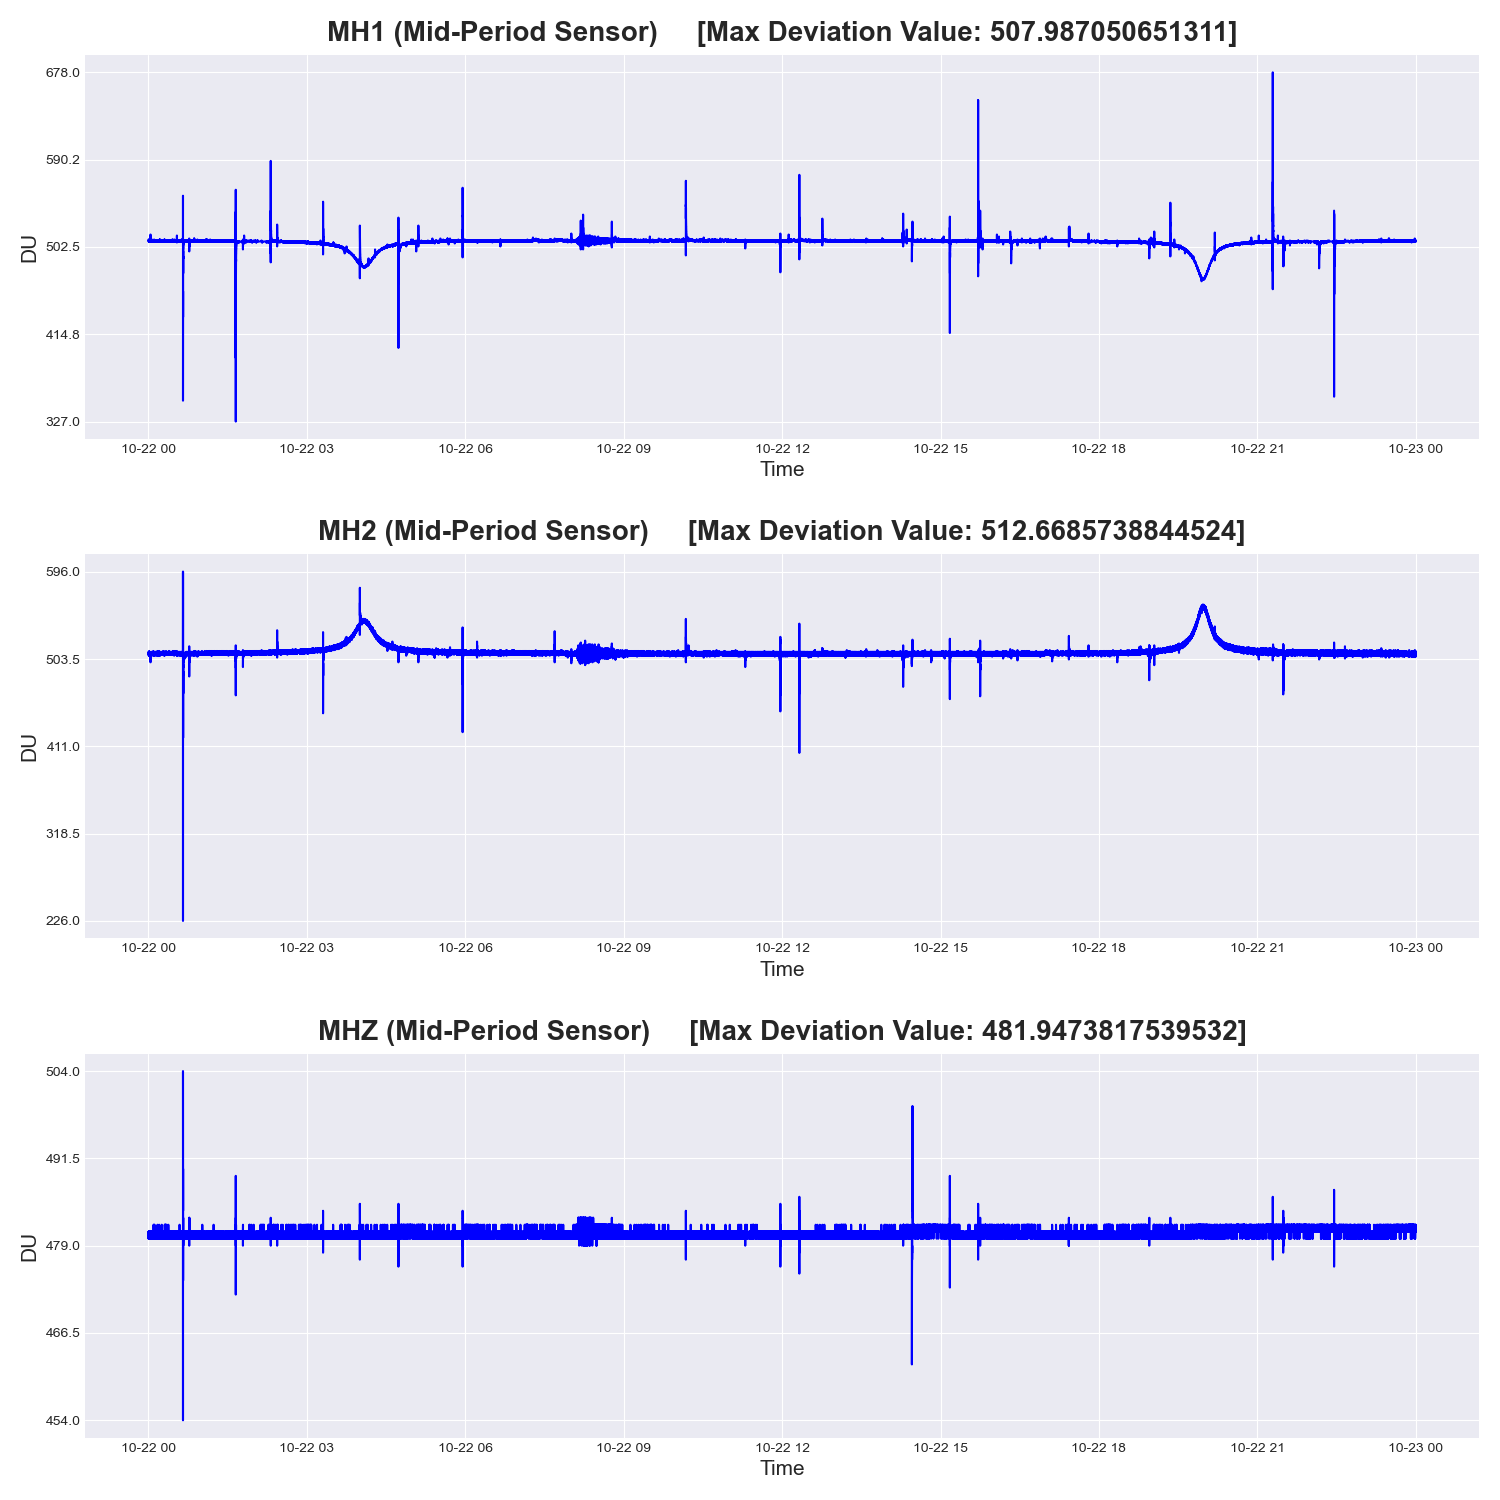 MH1 (Mid-Period Sensor) [Max Deviation Value: 507.987050651311]
678.0
590.2
502.5
414.8
327.0
DU
10-22 00 10-22 03 10-22 06 10-22 09 10-22 12 10-22 15 10-22 18 10-22 21 10-23 00
Time
MH2 (Mid-Period Sensor) [Max Deviation Value: 512.6685738844524]
596.0
503.5
411.0
318.5
226.0
DU
10-22 00 10-22 03 10-22 06 10-22 09 10-22 12 10-22 15 10-22 18 10-22 21 10-23 00
Time
MHZ (Mid-Period Sensor) [Max Deviation Value: 481.9473817539532]
504.0
491.5
479.0
466.5
454.0
DU
10-22 00 10-22 03 10-22 06 10-22 09 10-22 12 10-22 15 10-22 18 10-22 21 10-23 00
Time